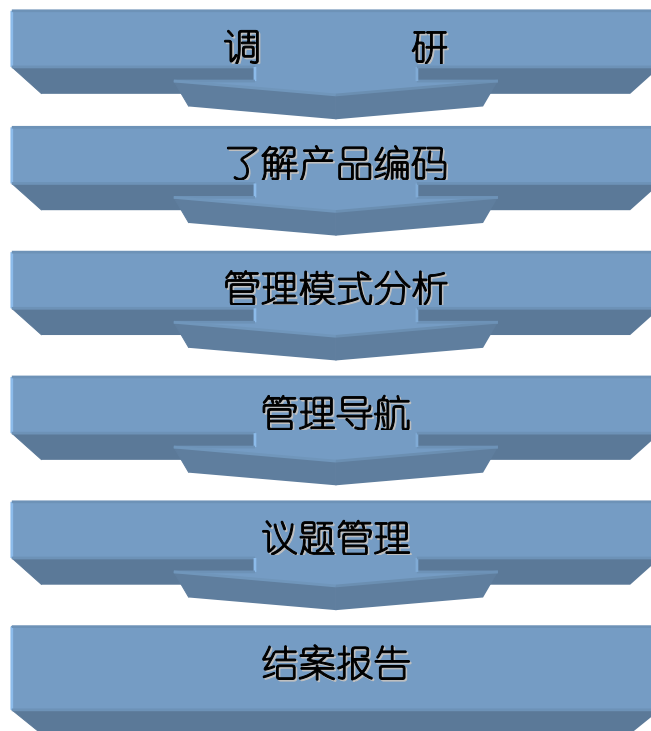 调 研
了解产品编码
管理模式分析
管理导航
议题管理
结案报告